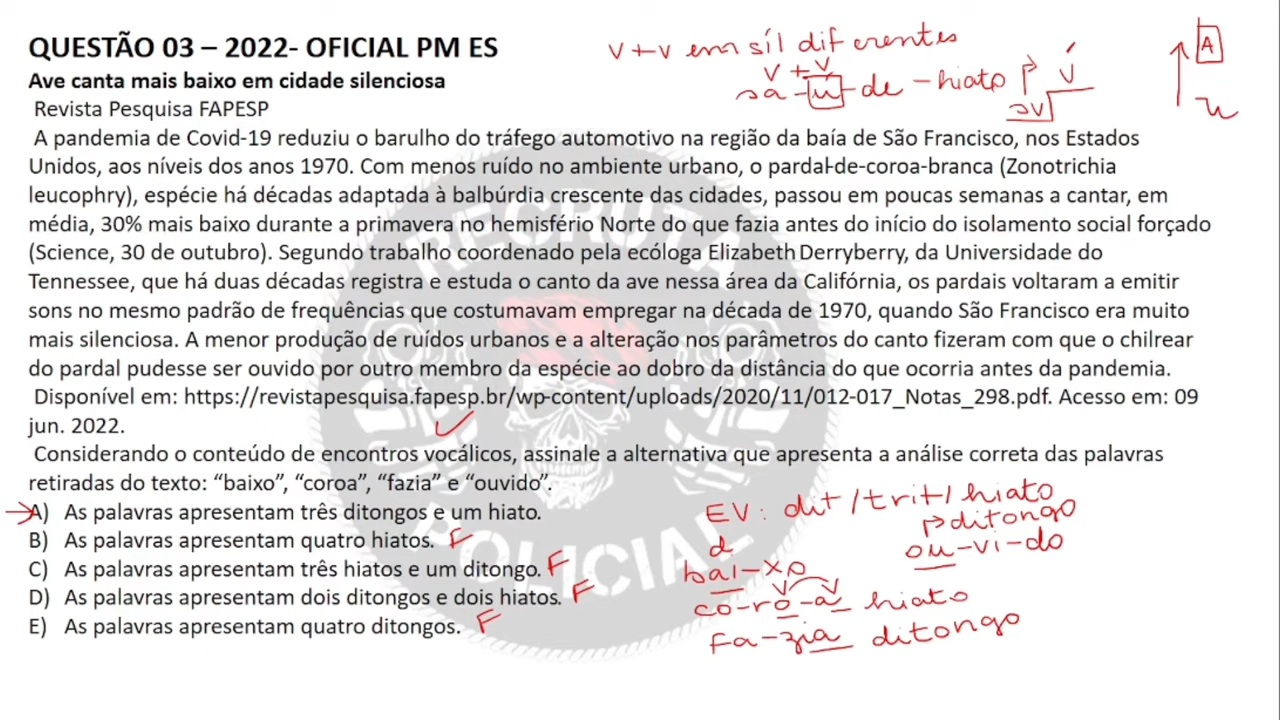 QUESTÃO 03 – 2022- OFICIAL PM ES
v + v em síl diferentes
Ave canta mais baixo em cidade silenciosa
v + v
sa - ú - de - hiato
A
Revista Pesquisa FAPESP
A pandemia de Covid-19 reduziu o barulho do tráfego automotivo na região da baía de São Francisco, nos Estados
Unidos, aos níveis dos anos 1970. Com menos ruído no ambiente urbano, o pardal-de-coroa-branca (Zonotrichia
leucophry), espécie há décadas adaptada à balbúrdia crescente das cidades, passou em poucas semanas a cantar, em
média, 30% mais baixo durante a primavera no hemisfério Norte do que fazia antes do início do isolamento social forçado
(Science, 30 de outubro). Segundo trabalho coordenado pela ecóloga Elizabeth Derryberry, da Universidade do
Tennessee, que há duas décadas registra e estuda o canto da ave nessa área da Califórnia, os pardais voltaram a emitir
sons no mesmo padrão de frequências que costumavam empregar na década de 1970, quando São Francisco era muito
mais silenciosa. A menor produção de ruídos urbanos e a alteração nos parâmetros do canto fizeram com que o chilrear
do pardal pudesse ser ouvido por outro membro da espécie ao dobro da distância do que ocorria antes da pandemia.
Disponível em: https://revistapesquisa.fapesp.br/wp-content/uploads/2020/11/012-017_Notas_298.pdf. Acesso em: 09
jun. 2022.
Considerando o conteúdo de encontros vocálicos, assinale a alternativa que apresenta a análise correta das palavras
retiradas do texto: “baixo”, “coroa”, “fazia” e “ouvido”.
A) As palavras apresentam três ditongos e um hiato.
EV: dit / trit / hiato
B) As palavras apresentam quatro hiatos. F
ditongo
d
ou-vi-do
C) As palavras apresentam três hiatos e um ditongo. F
bai-xo
D) As palavras apresentam dois ditongos e dois hiatos. F
v v
co-ro-a hiato
E) As palavras apresentam quatro ditongos. F
Fa-zia ditongo
RECRUTA
POLICIAL